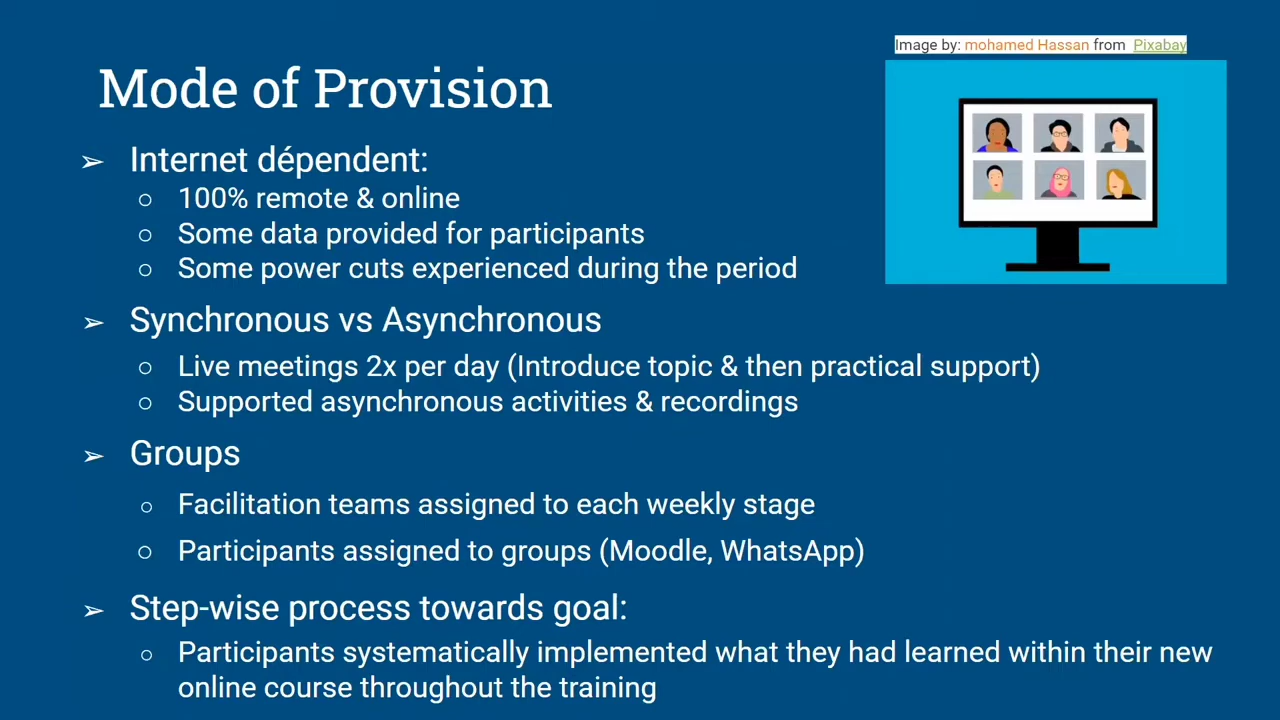 Image by: mohamed Hassan from Pixabay
Mode of Provision
➢ Internet dépendent:
○ 100% remote & online
○ Some data provided for participants
○ Some power cuts experienced during the period
➢ Synchronous vs Asynchronous
○ Live meetings 2x per day (Introduce topic & then practical support)
○ Supported asynchronous activities & recordings
➢ Groups
○ Facilitation teams assigned to each weekly stage
○ Participants assigned to groups (Moodle, WhatsApp)
➢ Step-wise process towards goal:
○ Participants systematically implemented what they had learned within their new
online course throughout the training